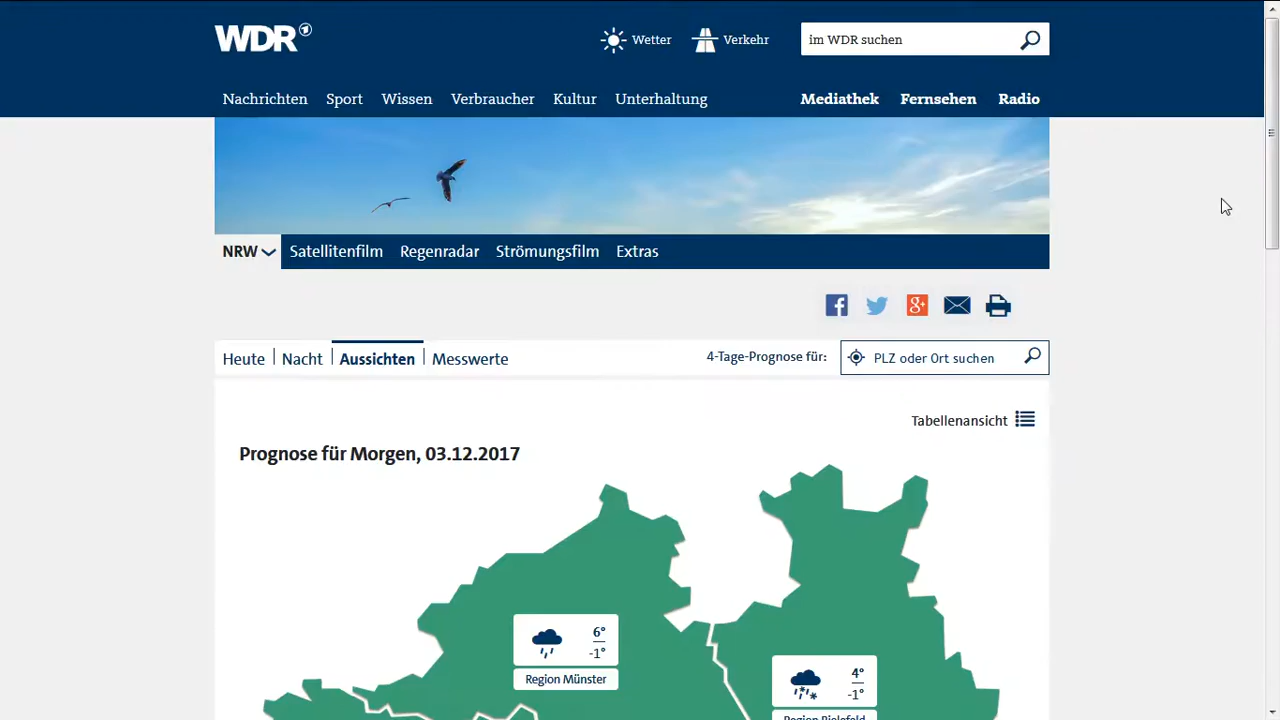 WDR
Wetter
Verkehr
im WDR suchen
Nachrichten Sport Wissen Verbraucher Kultur Unterhaltung
Mediathek Fernsehen Radio
NRW Satellitenfilm Regenradar Strömungsfilm Extras
Heute Nacht Aussichten Messwerte
4-Tage-Prognose für:
PLZ oder Ort suchen
Tabellenansicht
Prognose für Morgen, 03.12.2017
6°
-1°
Region Münster
4°
-1°
Region Bielefeld